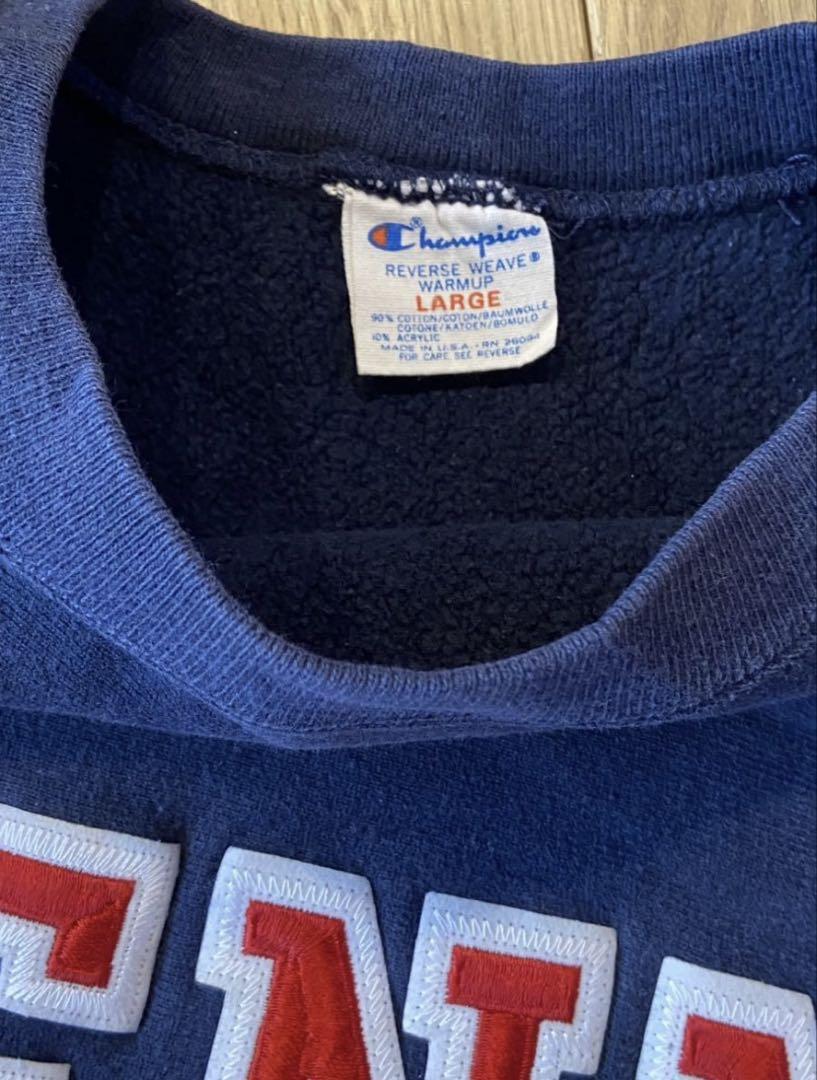 Champion®
REVERSE WEAVE®
WARMUP
LARGE
90% COTTON/COTON/BAUMWOLLE
COTONE/KATOEN/BOMULD
10% ACRYLIC
MADE IN U.S.A.-RN 26094
FOR CARE SEE REVERSE